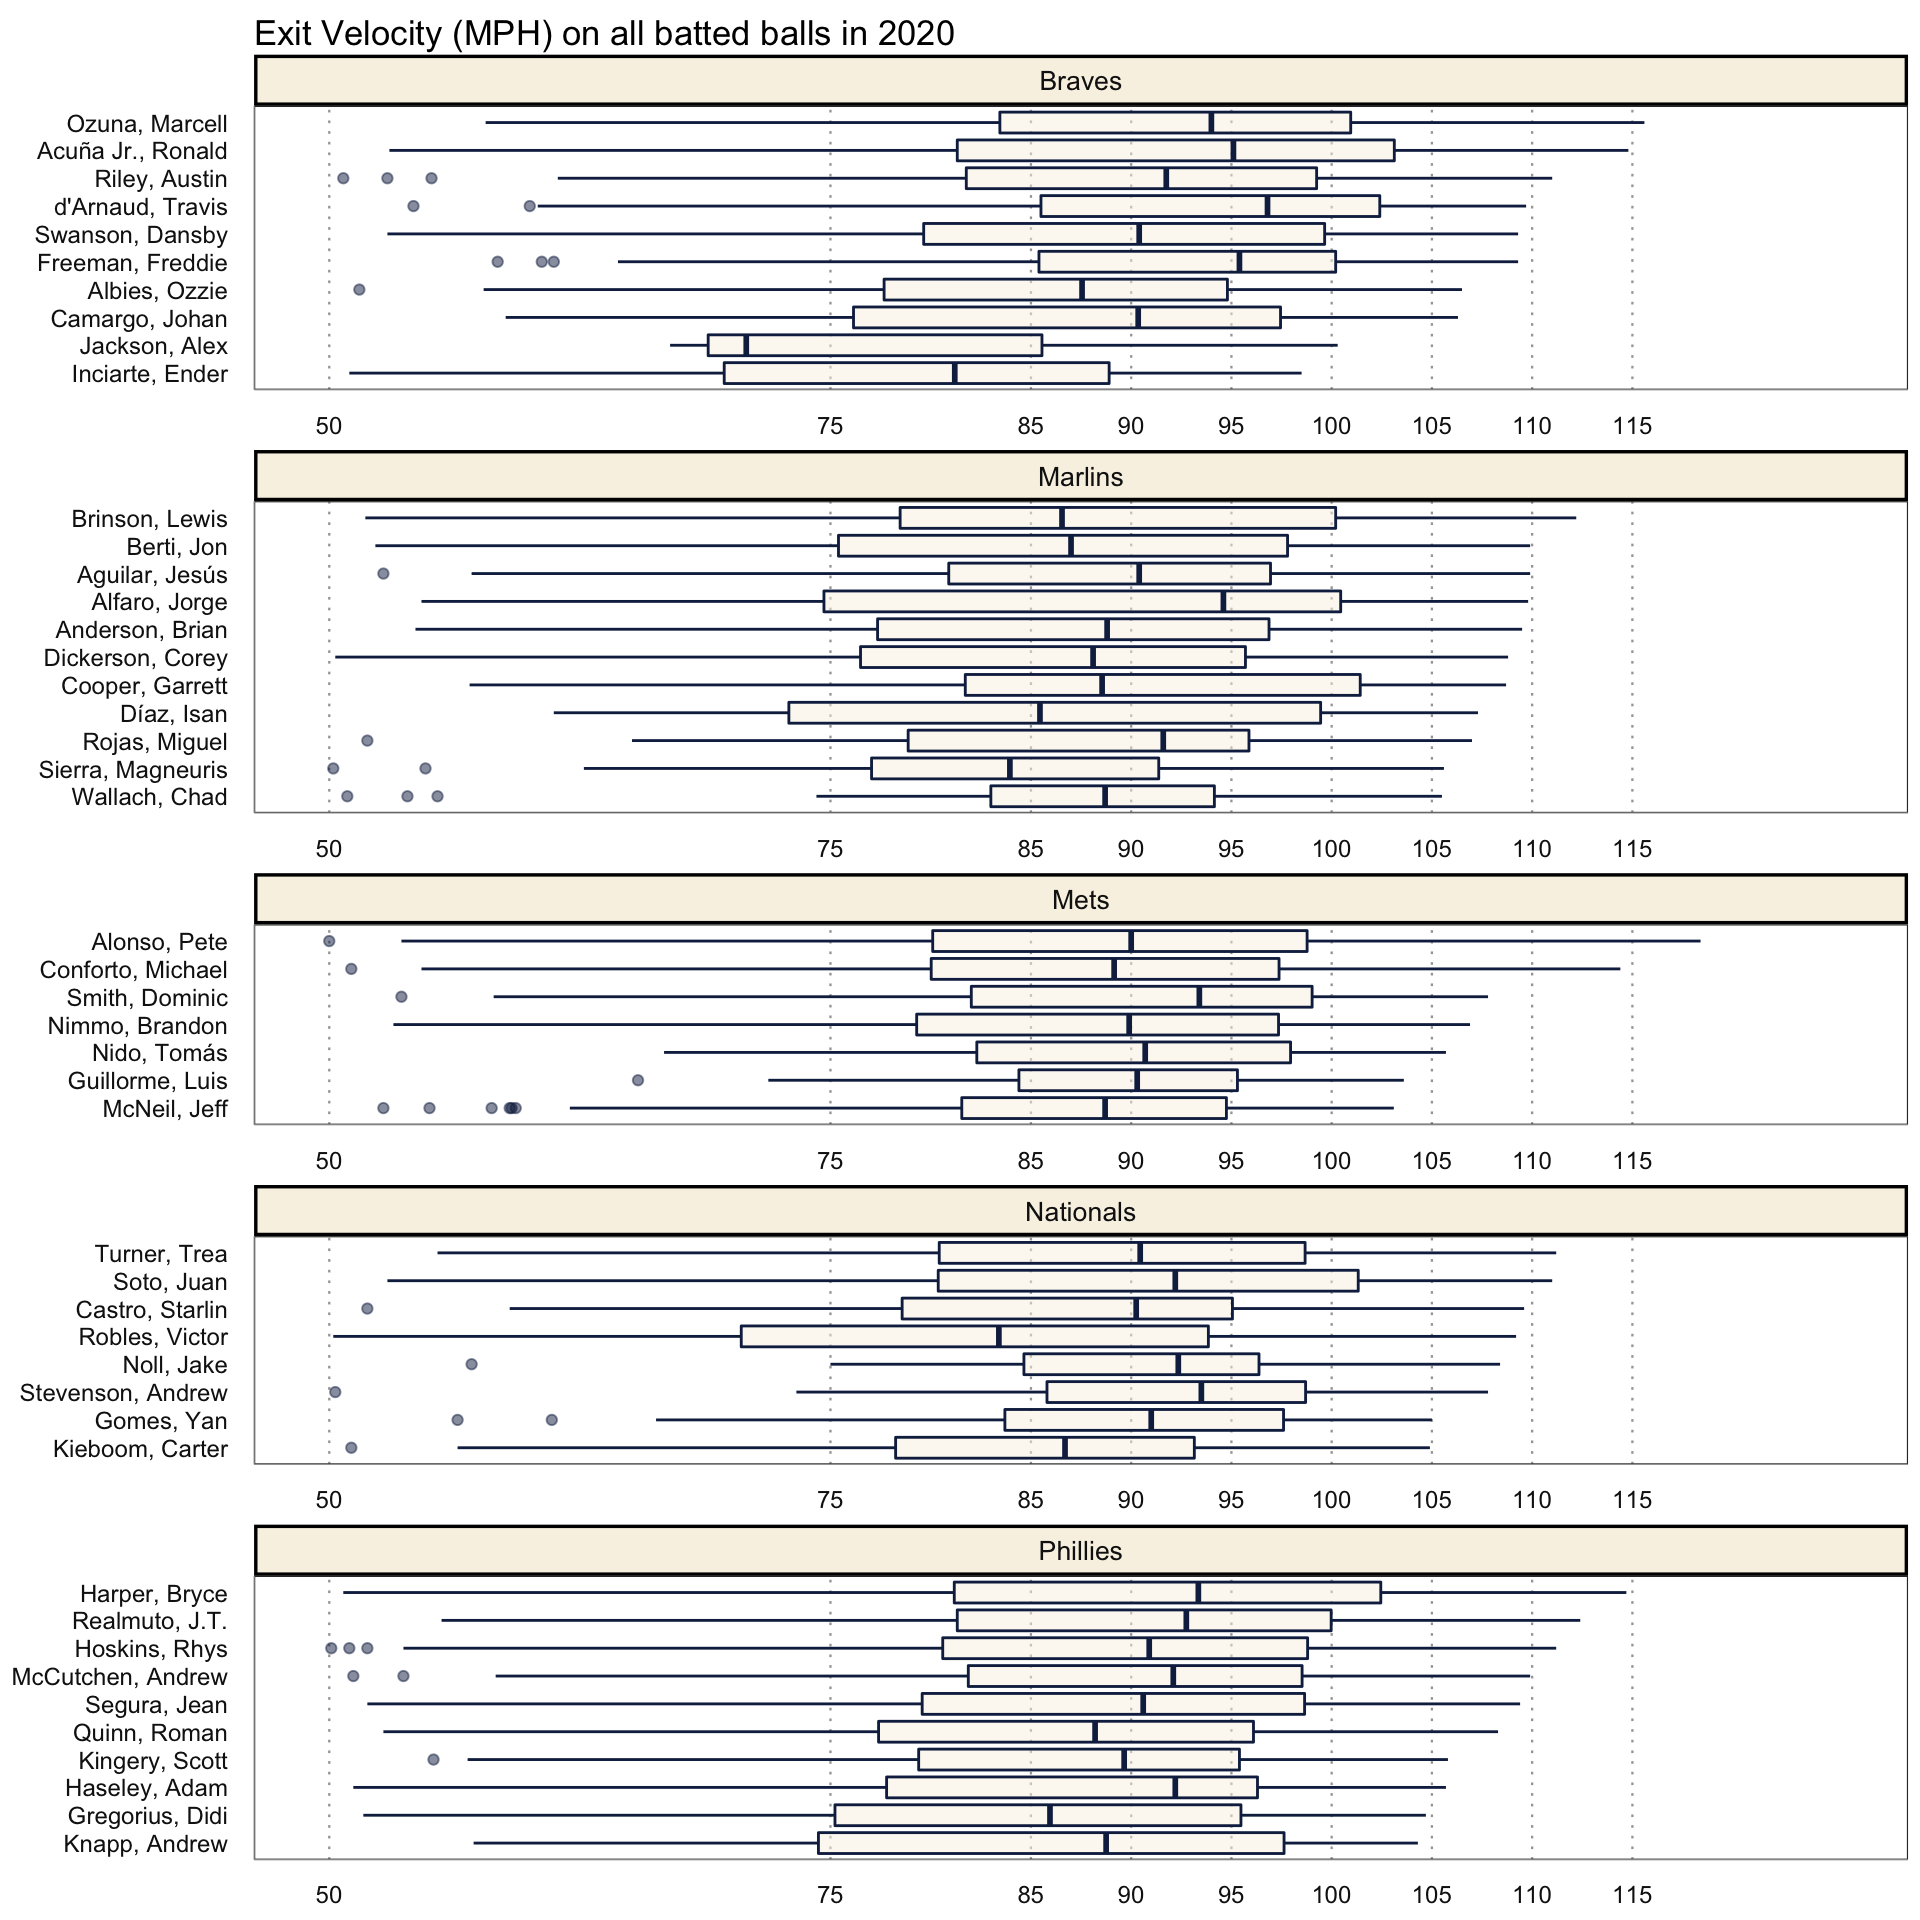 Exit Velocity (MPH) on all batted balls in 2020
Braves
Ozuna, Marcell
Acuña Jr., Ronald
Riley, Austin
d'Arnaud, Travis
Swanson, Dansby
Freeman, Freddie
Albies, Ozzie
Camargo, Johan
Jackson, Alex
Inciarte, Ender
50 75 85 90 95 100 105 110 115
Marlins
Brinson, Lewis
Berti, Jon
Aguilar, Jesús
Alfaro, Jorge
Anderson, Brian
Dickerson, Corey
Cooper, Garrett
Díaz, Isan
Rojas, Miguel
Sierra, Magneuris
Wallach, Chad
50 75 85 90 95 100 105 110 115
Mets
Alonso, Pete
Conforto, Michael
Smith, Dominic
Nimmo, Brandon
Nido, Tomás
Guillorme, Luis
McNeil, Jeff
50 75 85 90 95 100 105 110 115
Nationals
Turner, Trea
Soto, Juan
Castro, Starlin
Robles, Victor
Noll, Jake
Stevenson, Andrew
Gomes, Yan
Kieboom, Carter
50 75 85 90 95 100 105 110 115
Phillies
Harper, Bryce
Realmuto, J.T.
Hoskins, Rhys
McCutchen, Andrew
Segura, Jean
Quinn, Roman
Kingery, Scott
Haseley, Adam
Gregorius, Didi
Knapp, Andrew
50 75 85 90 95 100 105 110 115